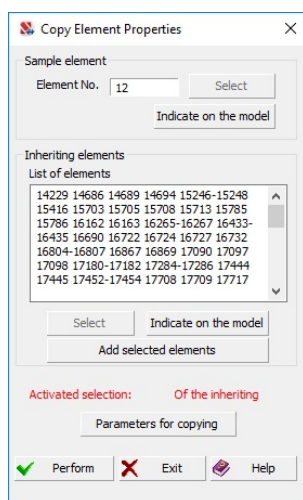 Copy Element Properties
Sample element
Element No. 12 Select
Indicate on the model
Inheriting elements
List of elements
14229 14686 14689 14694 15246-15248
15416 15703 15705 15708 15713 15785
15786 16162 16163 16265-16267 16433-
16435 16690 16722 16724 16727 16732
16804-16807 16867 16869 17090 17097
17098 17180-17182 17284-17286 17444
17445 17452-17454 17708 17709 17717
Select Indicate on the model
Add selected elements
Activated selection: Of the inheriting
Parameters for copying
Perform Exit Help